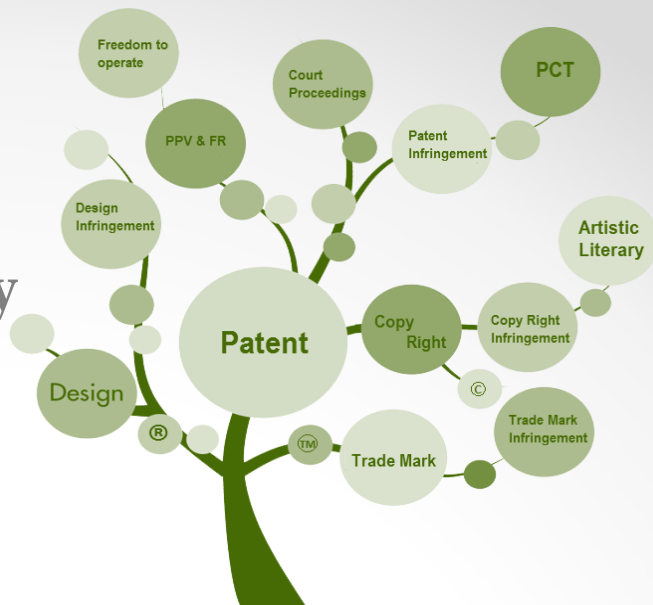 Freedom to
operate
PPV & FR
Court
Proceedings
Patent
Infringement
PCT
Design
Infringement
Artistic
Literary
y
Patent
Copy
Right
Copy Right
Infringement
©
Design
®
TM
Trade Mark
Trade Mark
Infringement